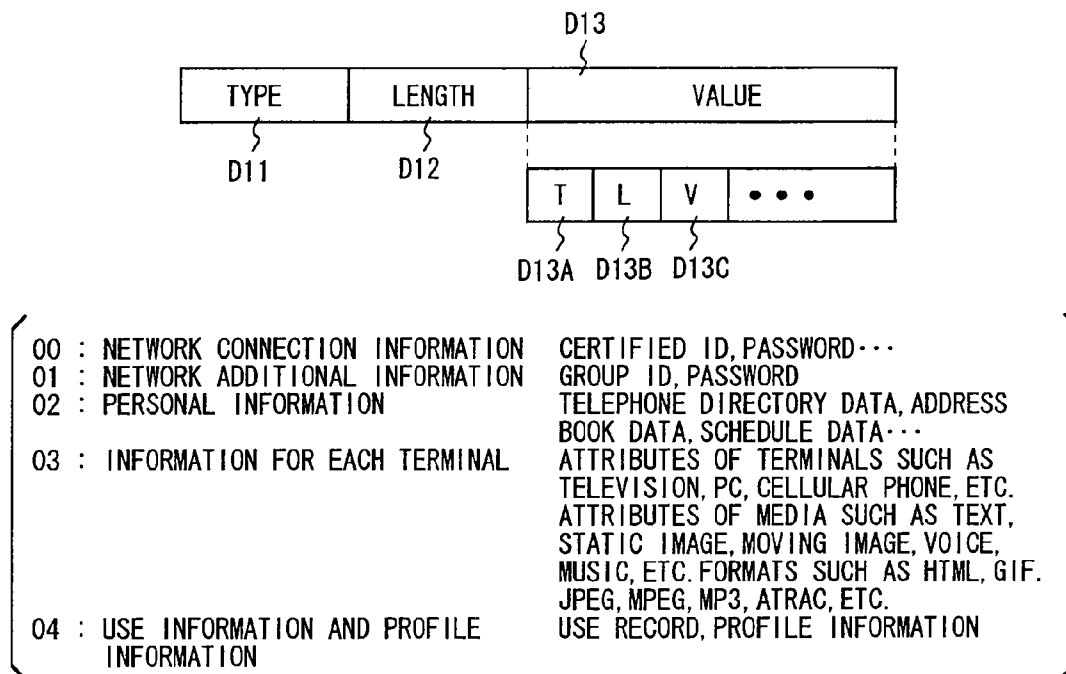 D13
TYPE LENGTH VALUE
D11 D12
T L V •••
D13A D13B D13C
00 : NETWORK CONNECTION INFORMATION CERTIFIED ID, PASSWORD···
01 : NETWORK ADDITIONAL INFORMATION GROUP ID, PASSWORD
02 : PERSONAL INFORMATION TELEPHONE DIRECTORY DATA, ADDRESS
BOOK DATA, SCHEDULE DATA···
03 : INFORMATION FOR EACH TERMINAL ATTRIBUTES OF TERMINALS SUCH AS
TELEVISION, PC, CELLULAR PHONE, ETC.
ATTRIBUTES OF MEDIA SUCH AS TEXT,
STATIC IMAGE, MOVING IMAGE, VOICE,
MUSIC, ETC. FORMATS SUCH AS HTML, GIF.
JPEG, MPEG, MP3, ATRAC, ETC.
04 : USE INFORMATION AND PROFILE USE RECORD, PROFILE INFORMATION
INFORMATION